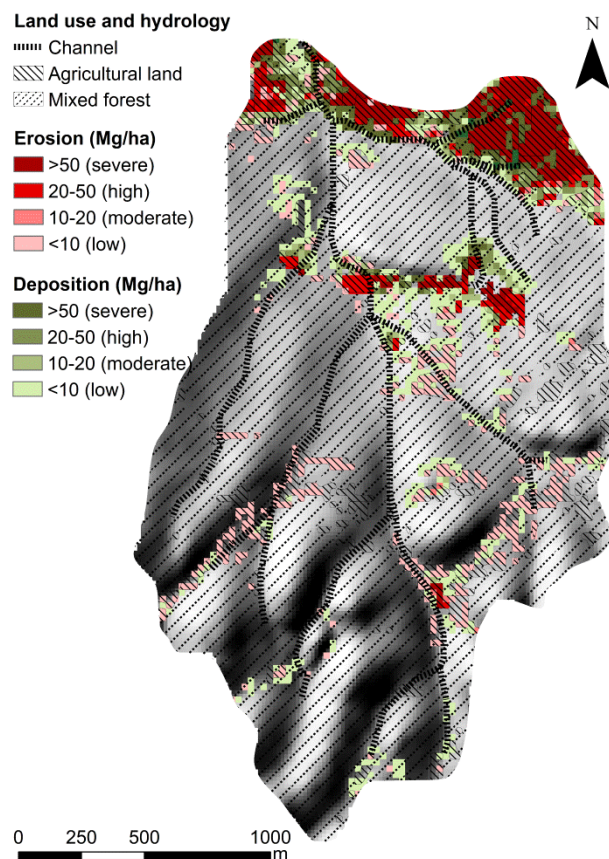 Land use and hydrology
Channel
Agricultural land
Mixed forest
Erosion (Mg/ha)
>50 (severe)
20-50 (high)
10-20 (moderate)
<10 (low)
Deposition (Mg/ha)
>50 (severe)
20-50 (high)
10-20 (moderate)
<10 (low)
N
0 250 500 1000
m